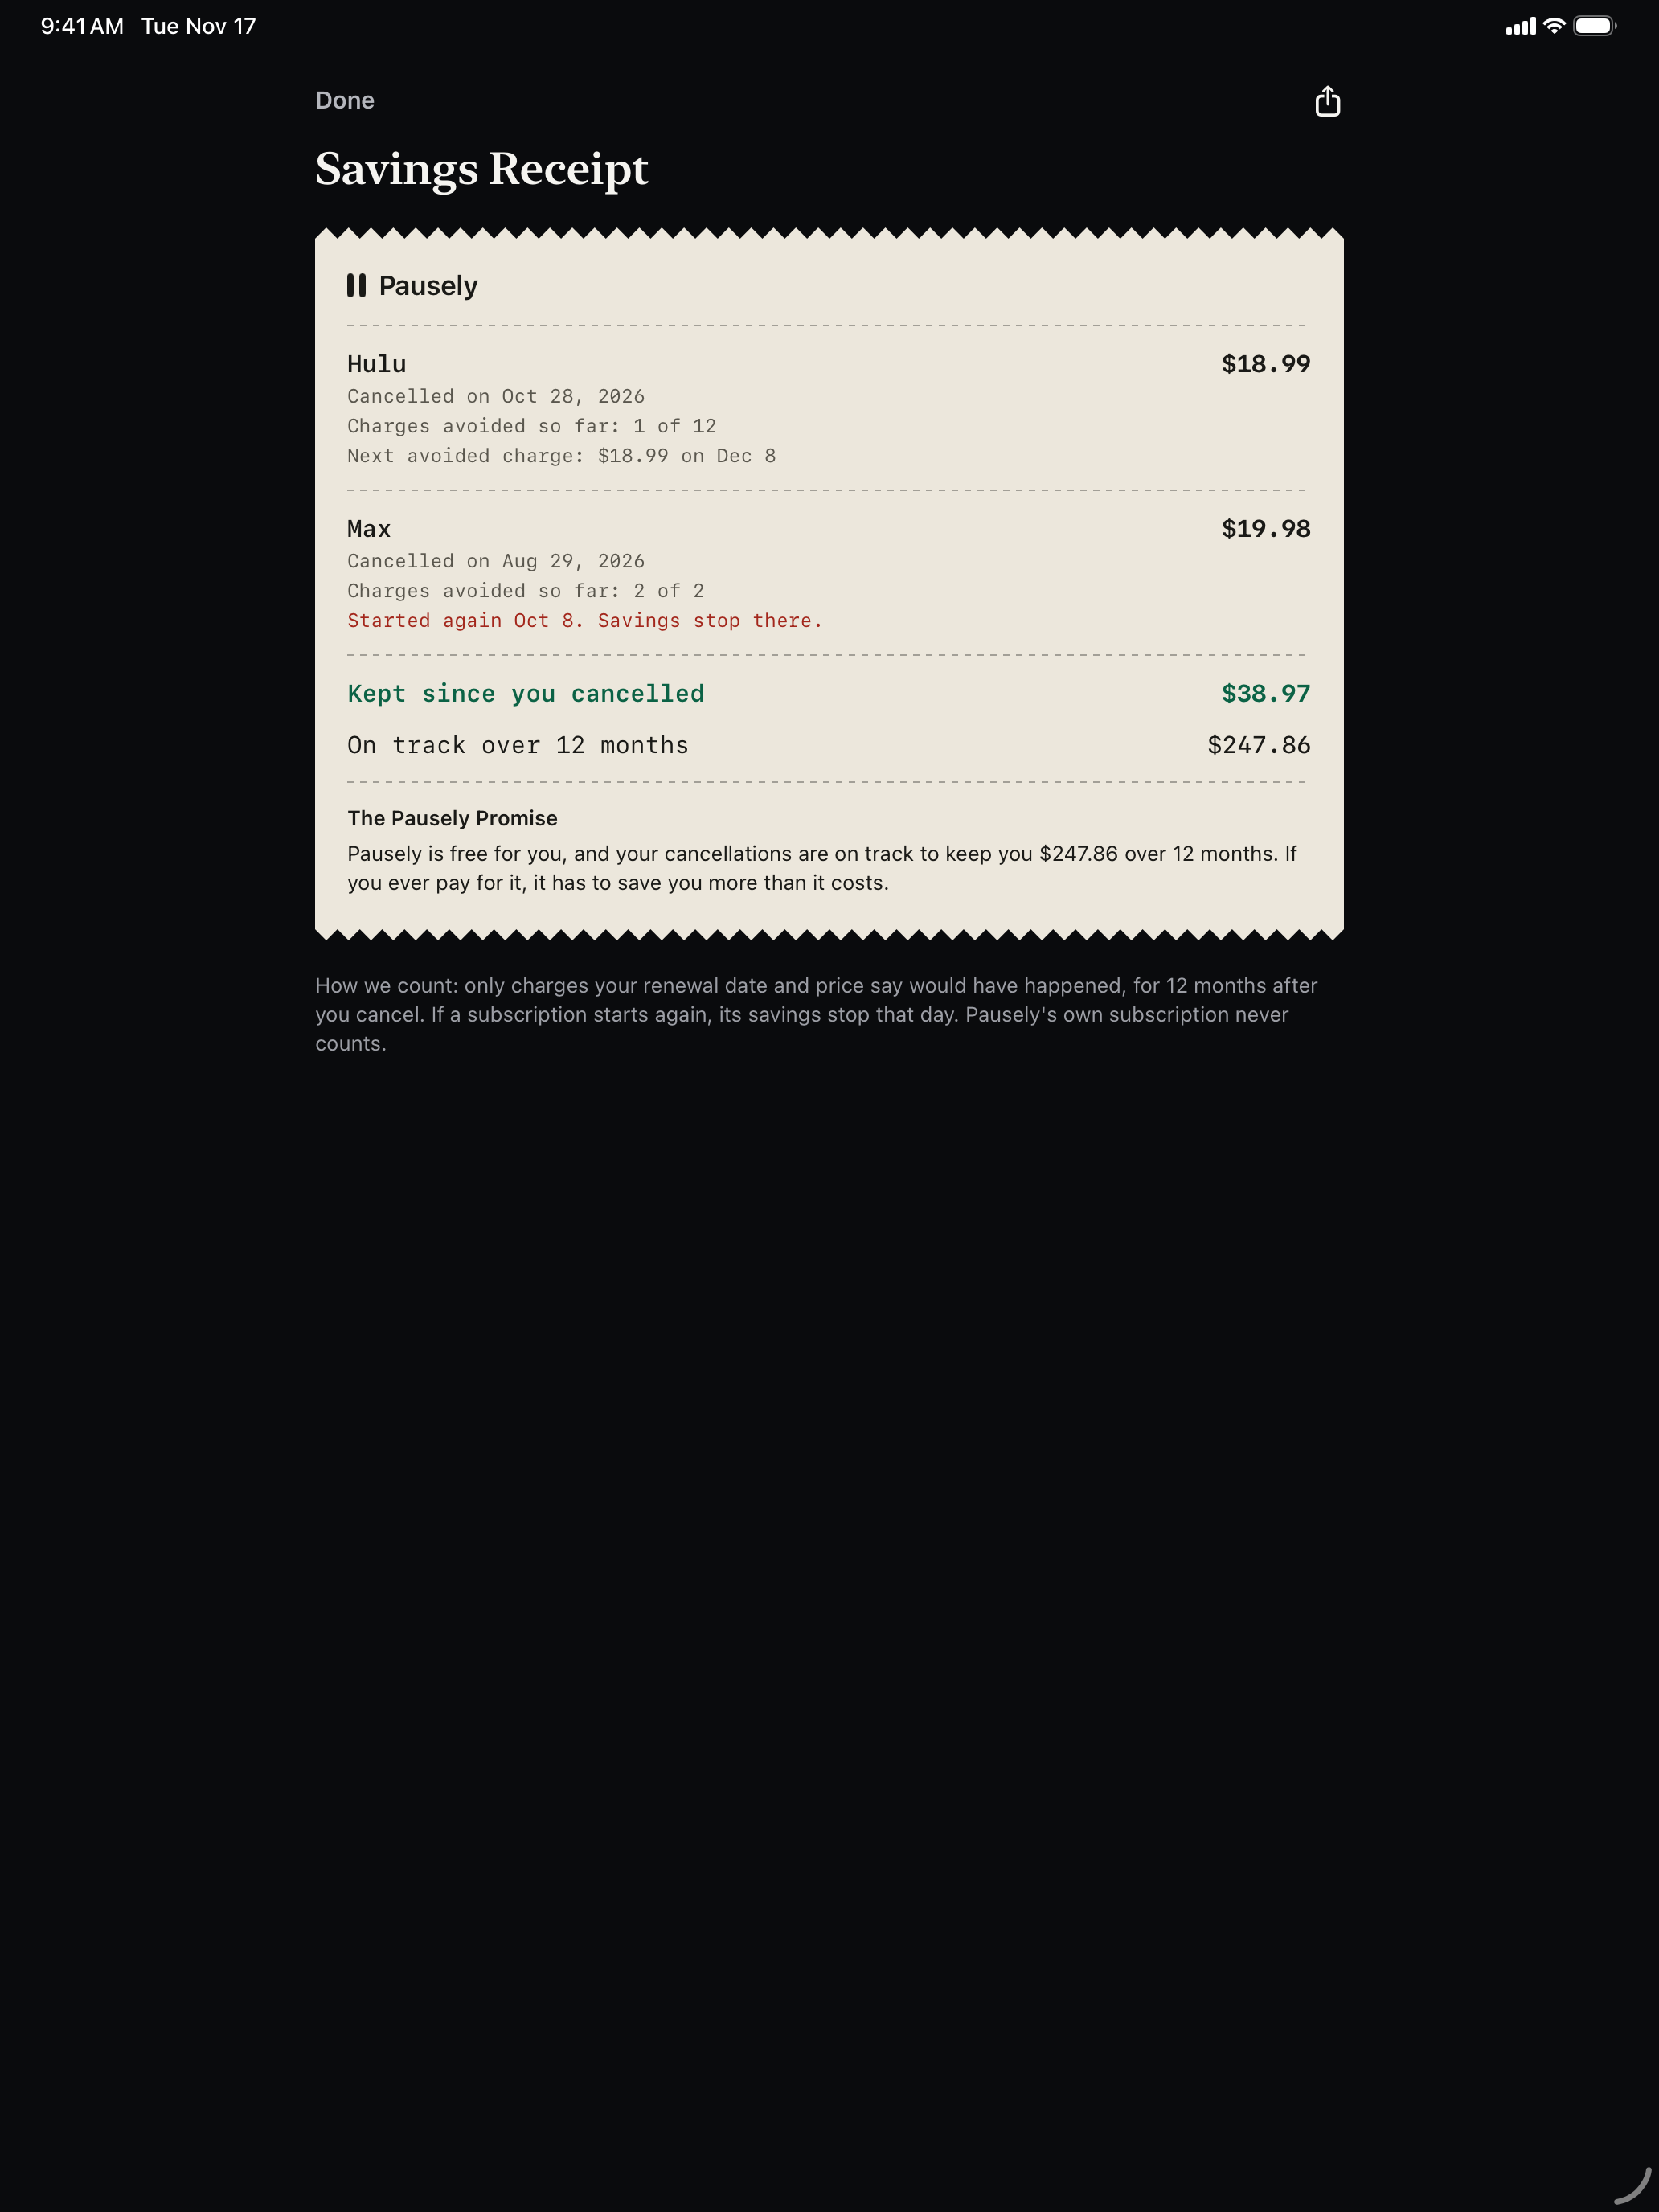 9:41 AM Tue Nov 17
Done
Savings Receipt
Pausely
Hulu $18.99
Cancelled on Oct 28, 2026
Charges avoided so far: 1 of 12
Next avoided charge: $18.99 on Dec 8
Max $19.98
Cancelled on Aug 29, 2026
Charges avoided so far: 2 of 2
Started again Oct 8. Savings stop there.
Kept since you cancelled $38.97
On track over 12 months $247.86
The Pausely Promise
Pausely is free for you, and your cancellations are on track to keep you $247.86 over 12 months. If
you ever pay for it, it has to save you more than it costs.
How we count: only charges your renewal date and price say would have happened, for 12 months after
you cancel. If a subscription starts again, its savings stop that day. Pausely's own subscription never
counts.